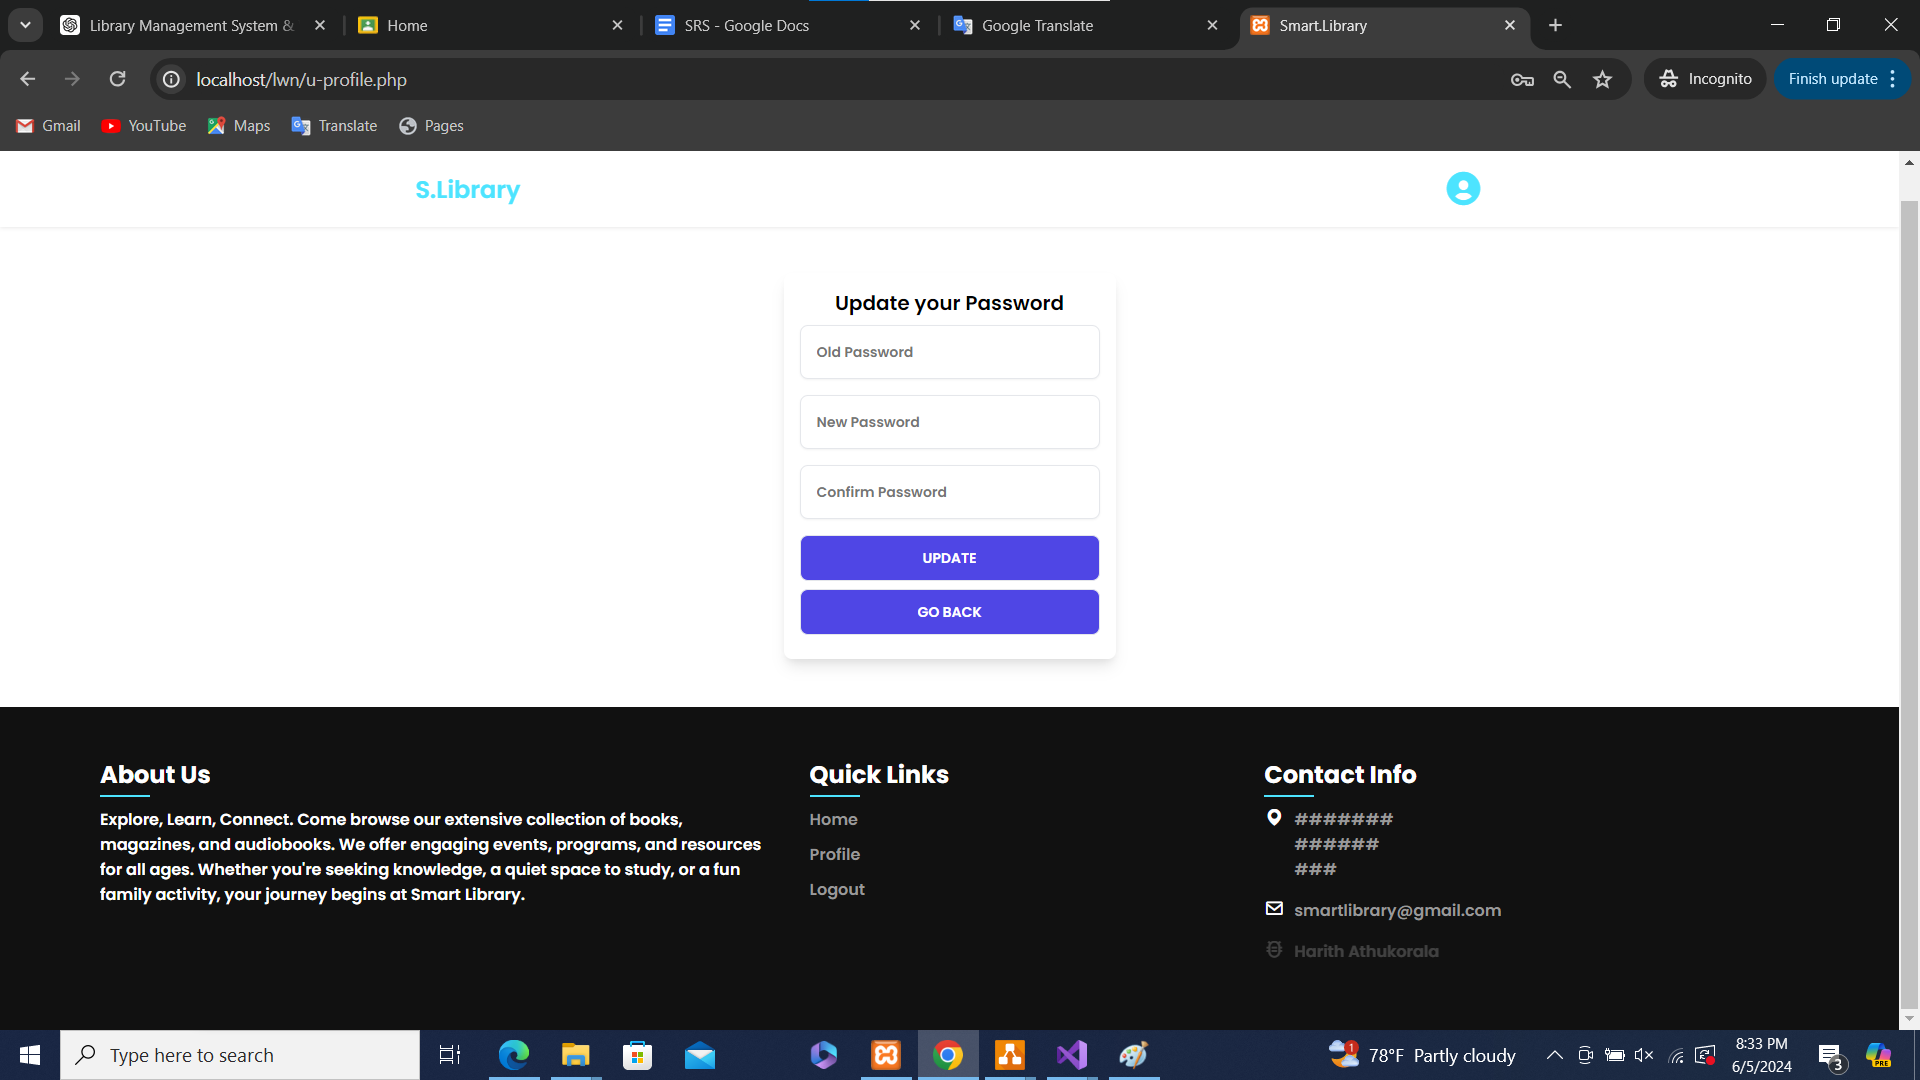 Library Management System &
Home
SRS - Google Docs
Google Translate
Smart.Library
localhost/lwn/u-profile.php
Incognito
Finish update
Gmail
YouTube
Maps
Translate
Pages
S.Library
Update your Password
Old Password
New Password
Confirm Password
UPDATE
GO BACK
About Us
Explore, Learn, Connect. Come browse our extensive collection of books,
magazines, and audiobooks. We offer engaging events, programs, and resources
for all ages. Whether you're seeking knowledge, a quiet space to study, or a fun
family activity, your journey begins at Smart Library.
Quick Links
Home
Profile
Logout
Contact Info
#######
######
###
smartlibrary@gmail.com
Harith Athukorala
Type here to search
1
78°F Partly cloudy
8:33 PM
6/5/2024
3
PRE